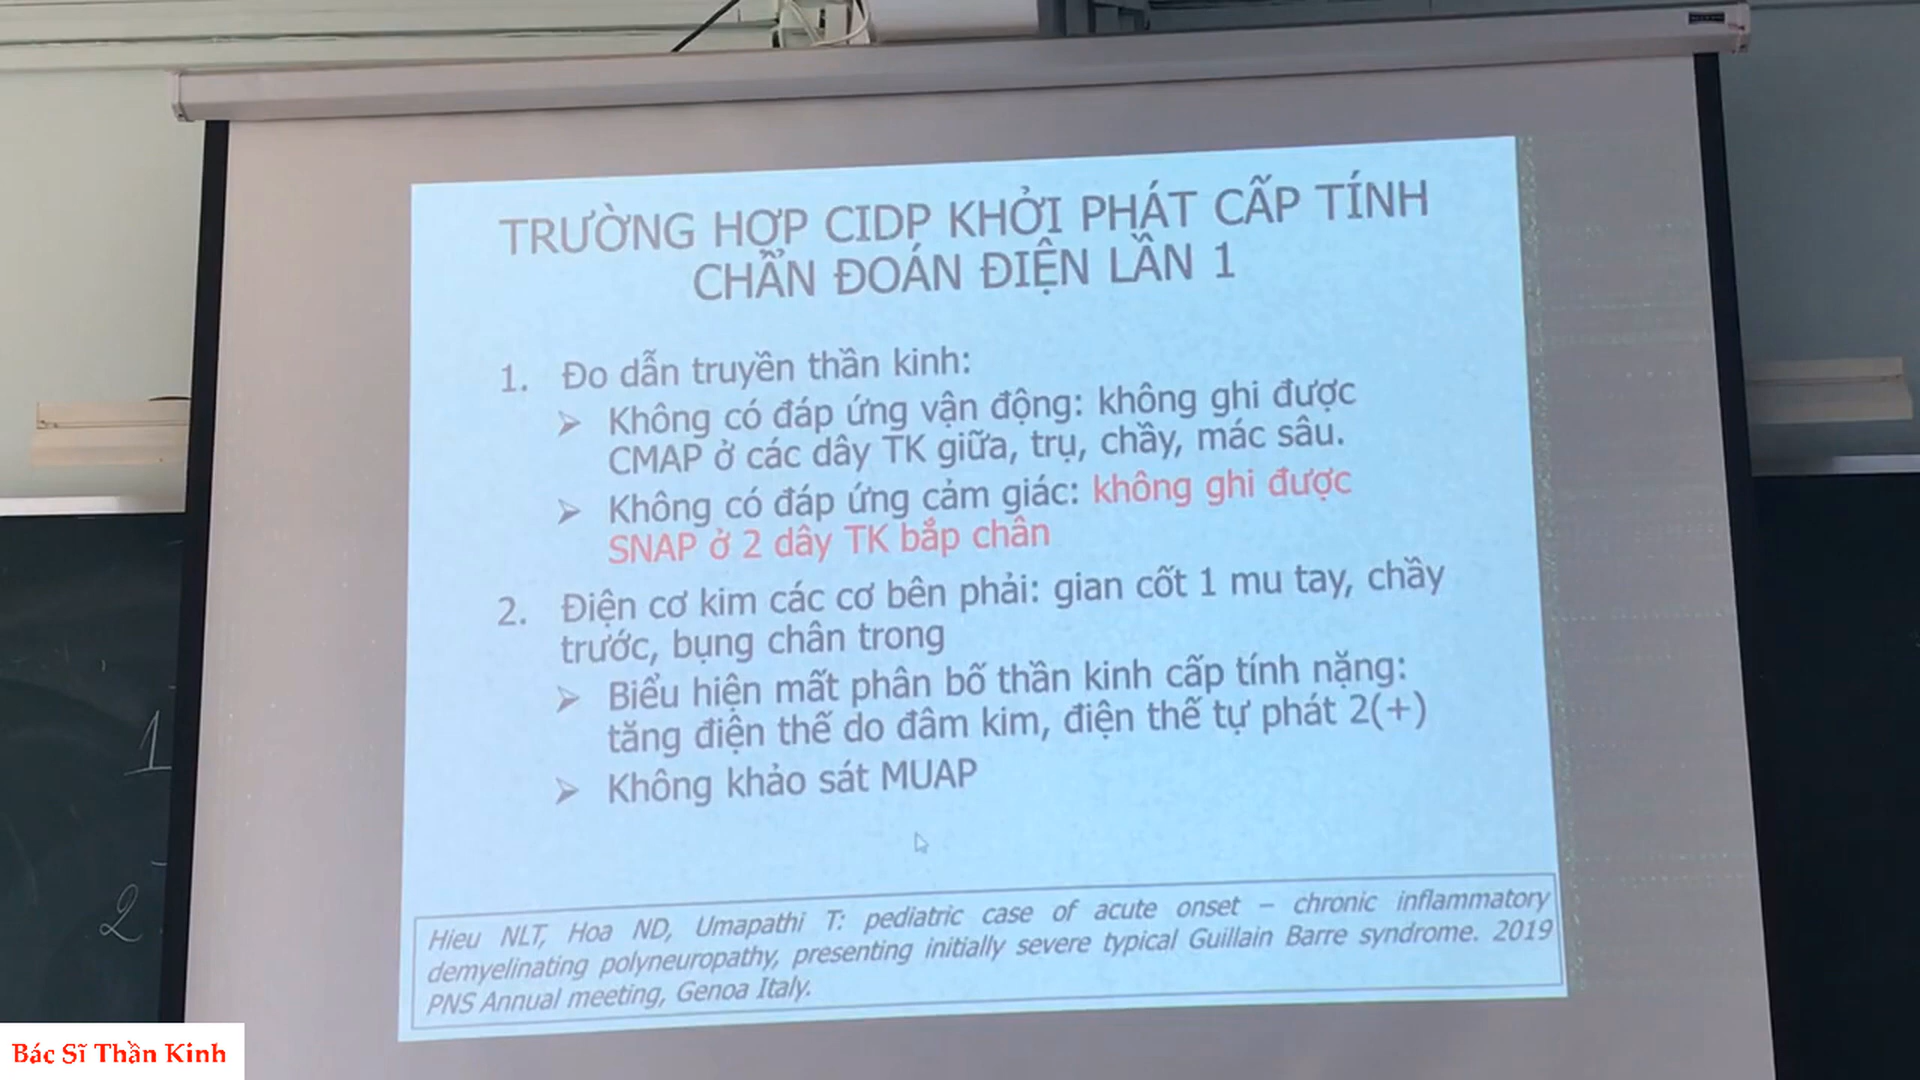 TRƯỜNG HỢP CIDP KHỞI PHÁT CẤP TÍNH
CHẨN ĐOÁN ĐIỆN LẦN 1
1. Đo dẫn truyền thần kinh:
➢ Không có đáp ứng vận động: không ghi được
CMAP ở các dây TK giữa, trụ, chầy, mác sâu.
➢ Không có đáp ứng cảm giác: không ghi được
SNAP ở 2 dây TK bắp chân
2. Điện cơ kim các cơ bên phải: gian cốt 1 mu tay, chầy
trước, bụng chân trong
➢ Biểu hiện mất phân bố thần kinh cấp tính nặng:
tăng điện thế do đâm kim, điện thế tự phát 2(+)
➢ Không khảo sát MUAP
Hieu NLT, Hoa ND, Umapathi T: pediatric case of acute onset – chronic inflammatory
demyelinating polyneuropathy, presenting initially severe typical Guillain Barre syndrome. 2019
PNS Annual meeting, Genoa Italy.
1
2
Bác Sĩ Thần Kinh